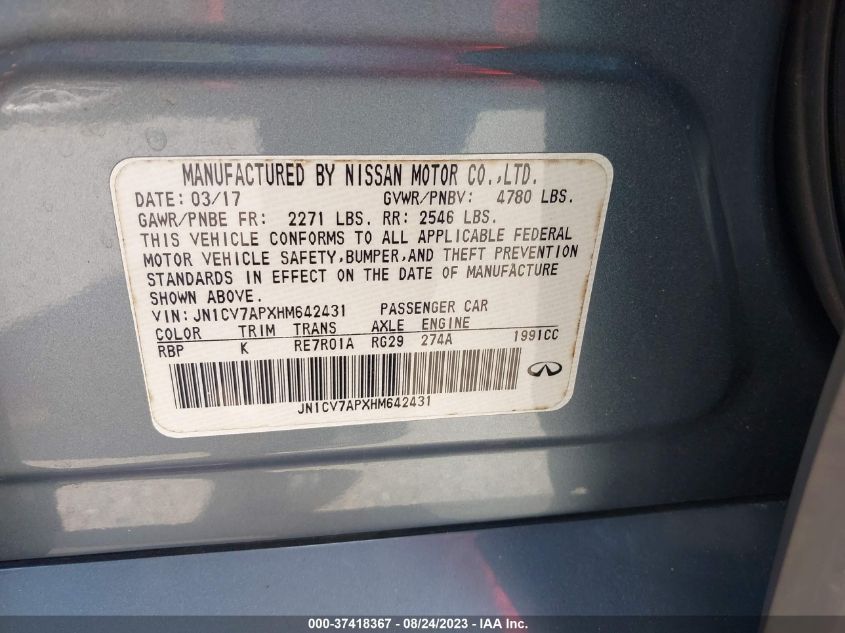 MANUFACTURED BY NISSAN MOTOR CO.,LTD.
DATE: 03/17 GVWR/PNBV: 4780 LBS.
GAWR/PNBE FR: 2271 LBS. RR: 2546 LBS.
THIS VEHICLE CONFORMS TO ALL APPLICABLE FEDERAL
MOTOR VEHICLE SAFETY,BUMPER,AND THEFT PREVENTION
STANDARDS IN EFFECT ON THE DATE OF MANUFACTURE
SHOWN ABOVE.
VIN: JN1CV7APXHM642431 PASSENGER CAR
COLOR TRIM TRANS AXLE ENGINE
RBP K RE7R01A RG29 274A 1991CC
JN1CV7APXHM642431
000-37418367 - 08/24/2023 - IAA Inc.